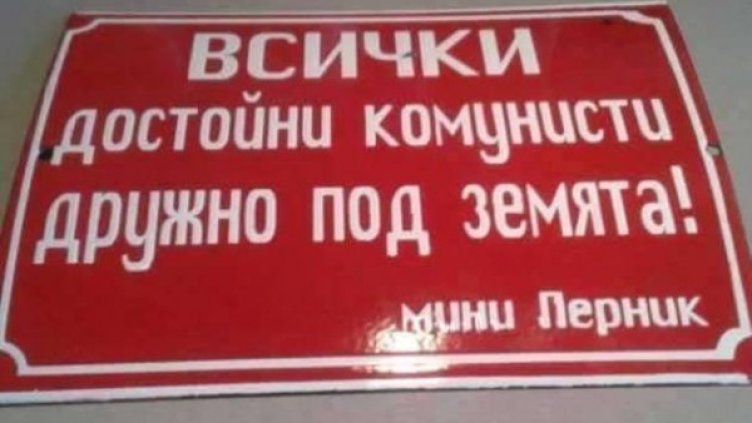 ВСИЧКИ
достойни комунисти
дружно под земята!
мини Перник